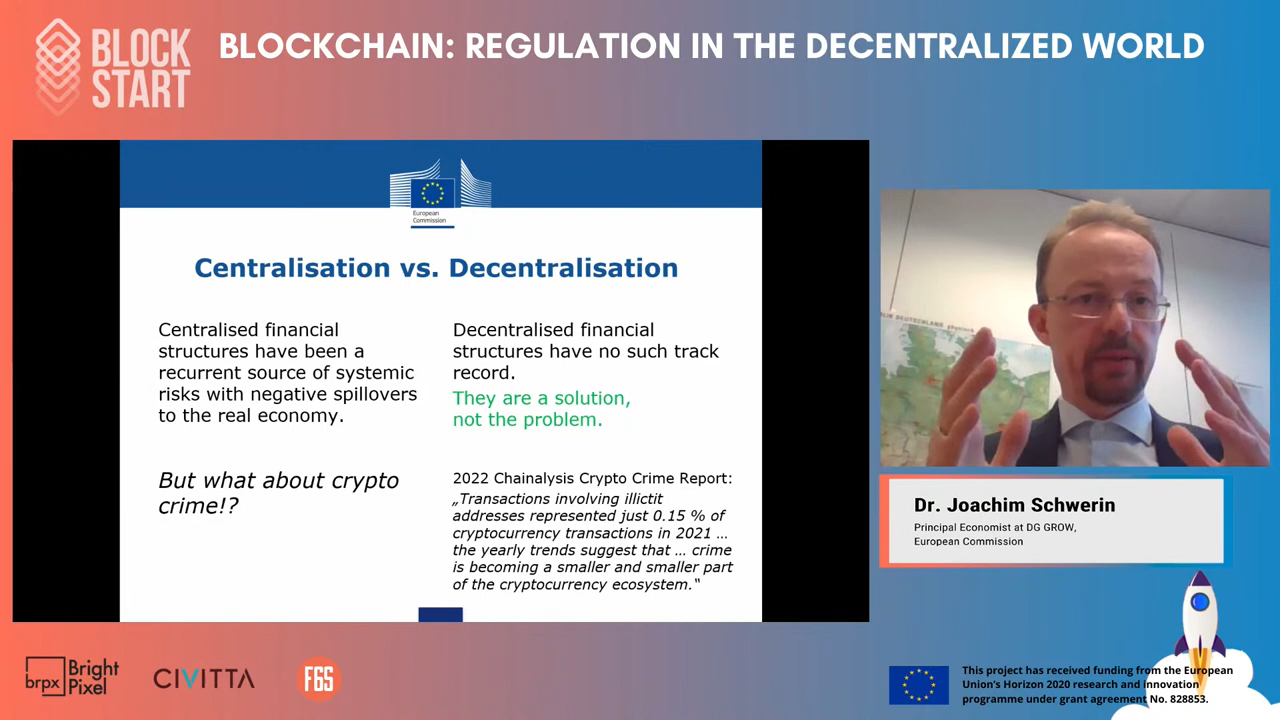 BLOCK
START
BLOCKCHAIN: REGULATION IN THE DECENTRALIZED WORLD
European
Commission
Centralisation vs. Decentralisation
Centralised financial
structures have been a
recurrent source of systemic
risks with negative spillovers
to the real economy.
But what about crypto
crime!?
Decentralised financial
structures have no such track
record.
They are a solution,
not the problem.
2022 Chainalysis Crypto Crime Report:
„Transactions involving illictit
addresses represented just 0.15 % of
cryptocurrency transactions in 2021 …
the yearly trends suggest that … crime
is becoming a smaller and smaller part
of the cryptocurrency ecosystem.“
DEUTSCHLAND
Dr. Joachim Schwerin
Principal Economist at DG GROW,
European Commission
brpx
Bright
Pixel
CIVITTA
F6S
This project has received funding from the European
Union's Horizon 2020 research and innovation
programme under grant agreement No. 828853.